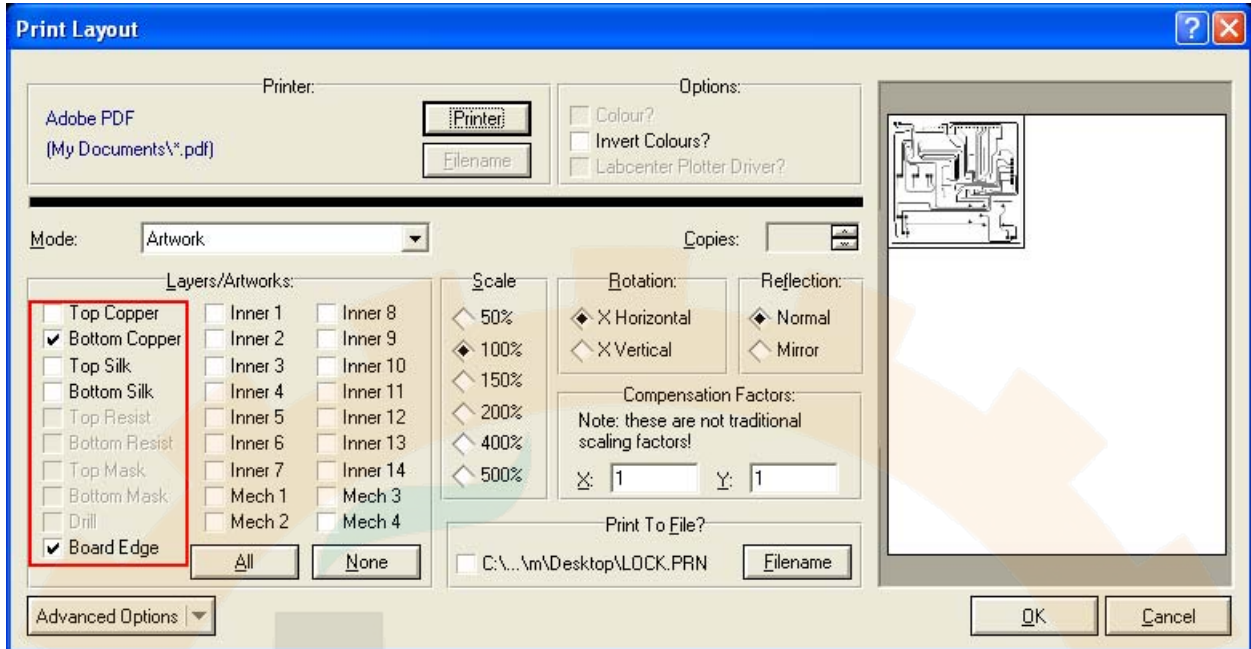 Print Layout
Printer:
Adobe PDF
(My Documents\*.pdf)
Printer
Filename
Options:
Colour?
Invert Colours?
Labcenter Plotter Driver?
Mode:
Artwork
Copies:
Layers/Artworks:
Top Copper
Bottom Copper
Top Silk
Bottom Silk
Top Resist
Bottom Resist
Top Mask
Bottom Mask
Drill
Board Edge
Inner 1
Inner 2
Inner 3
Inner 4
Inner 5
Inner 6
Inner 7
Mech 1
Mech 2
Inner 8
Inner 9
Inner 10
Inner 11
Inner 12
Inner 13
Inner 14
Mech 3
Mech 4
All
None
Scale
50%
100%
150%
200%
400%
500%
Rotation:
X Horizontal
X Vertical
Reflection:
Normal
Mirror
Compensation Factors:
Note: these are not traditional
scaling factors!
X: 1 Y: 1
Print To File?
C:\...\m\Desktop\LOCK.PRN
Filename
Advanced Options
OK
Cancel